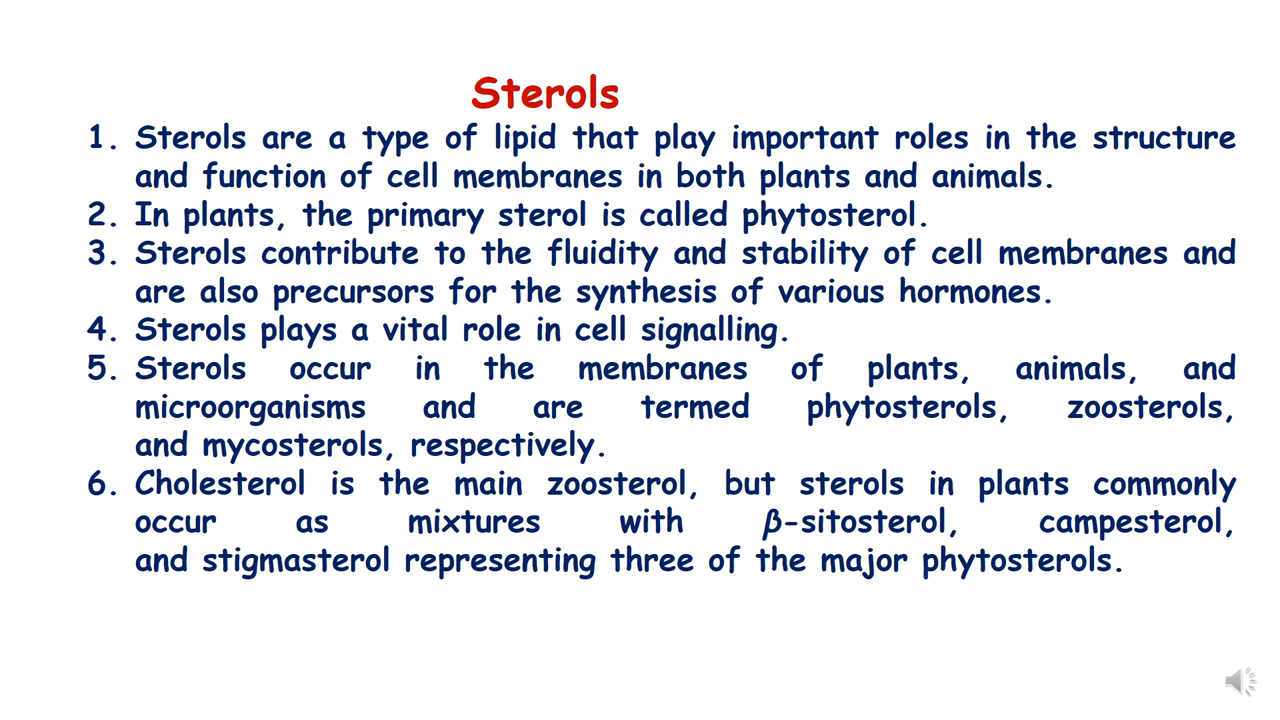 Sterols
1. Sterols are a type of lipid that play important roles in the structure
and function of cell membranes in both plants and animals.
2. In plants, the primary sterol is called phytosterol.
3. Sterols contribute to the fluidity and stability of cell membranes and
are also precursors for the synthesis of various hormones.
4. Sterols plays a vital role in cell signalling.
5. Sterols occur in the membranes of plants, animals, and
microorganisms and are termed phytosterols, zoosterols,
and mycosterols, respectively.
6. Cholesterol is the main zoosterol, but sterols in plants commonly
occur as mixtures with β-sitosterol, campesterol,
and stigmasterol representing three of the major phytosterols.